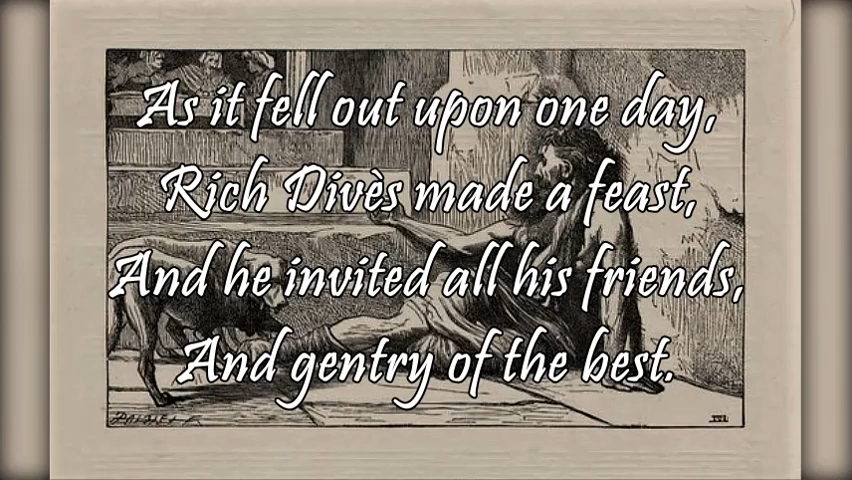 As it fell out upon one day,
Rich Divès made a feast,
And he invited all his friends,
And gentry of the best.